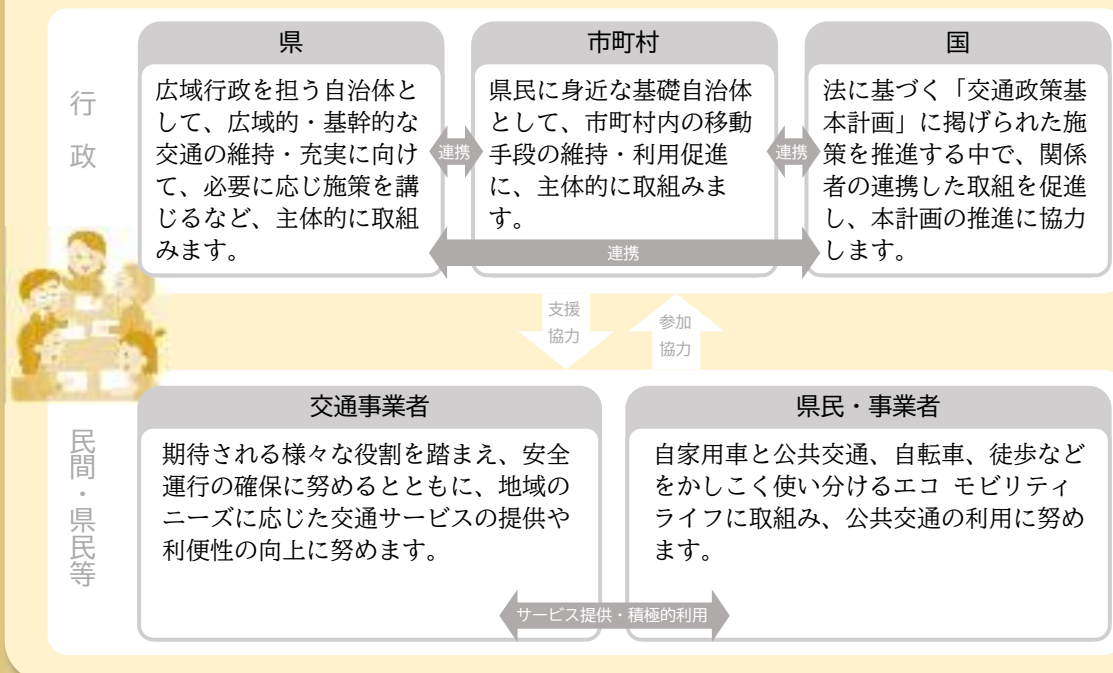 行
政
県
広域行政を担う自治体と
して、広域的・基幹的な
交通の維持・充実に向け
て、必要に応じ施策を講
じるなど、主体的に取組
みます。
連携
市町村
県民に身近な基礎自治体
として、市町村内の移動
手段の維持・利用促進
に、主体的に取組みま
す。
連携
国
法に基づく「交通政策基
本計画」に掲げられた施
策を推進する中で、関係
者の連携した取組を促進
し、本計画の推進に協力
します。
連携
支援
協力
参加
協力
民間・県民等
交通事業者
期待される様々な役割を踏まえ、安全
運行の確保に努めるとともに、地域の
ニーズに応じた交通サービスの提供や
利便性の向上に努めます。
県民・事業者
自家用車と公共交通、自転車、徒歩など
をかしこく使い分けるエコ モビリティ
ライフに取組み、公共交通の利用に努め
ます。
サービス提供・積極的利用